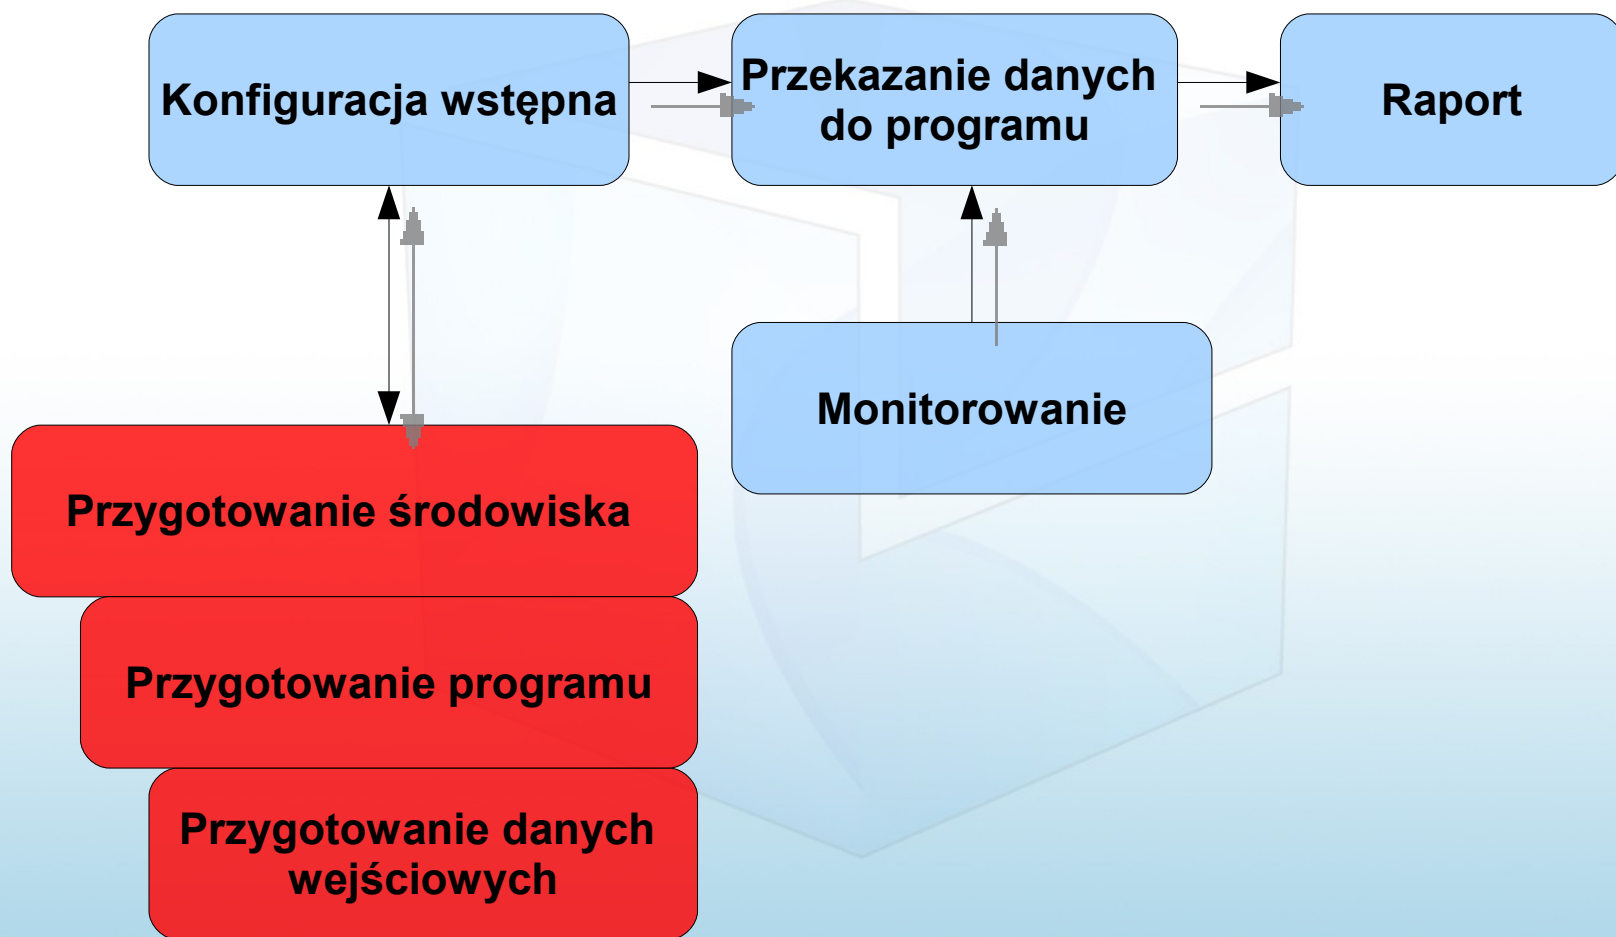 Konfiguracja wstępna
Przekazanie danych
do programu
Raport
Monitorowanie
Przygotowanie środowiska
Przygotowanie programu
Przygotowanie danych
wejściowych